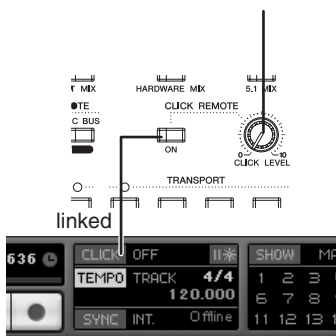 MIX HARDWARE MIX 5.1 MIX
CLICK REMOTE
C BUS
ON
0 10
CLICK LEVEL
TRANSPORT
linked
636 CLICK OFF SHOW MA
TEMPO TRACK 4/4 1 2 3
120.000 6 7 8
SYNC INT. Offline 11 12 13